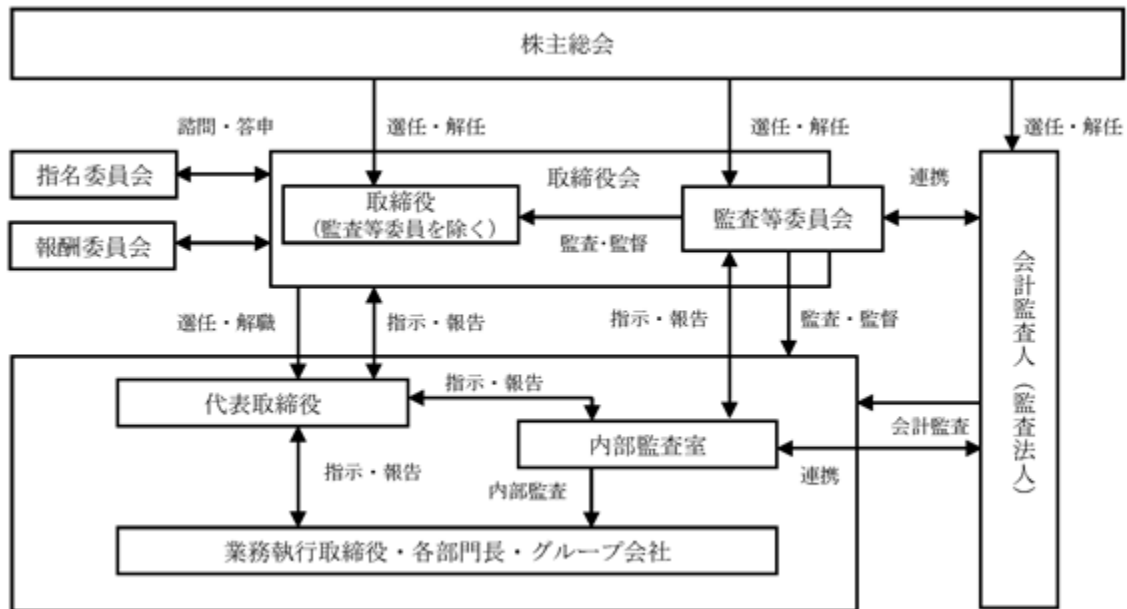 株主総会
諮問・答申
選任・解任
選任・解任
選任・解任
指名委員会
取締役会
連携
取締役
(監査等委員を除く)
監査等委員会
監査・監督
報酬委員会
会計監査人(監査法人)
選任・解職
指示・報告
指示・報告
監査・監督
代表取締役
指示・報告
会計監査
内部監査室
指示・報告
連携
内部監査
業務執行取締役・各部門長・グループ会社